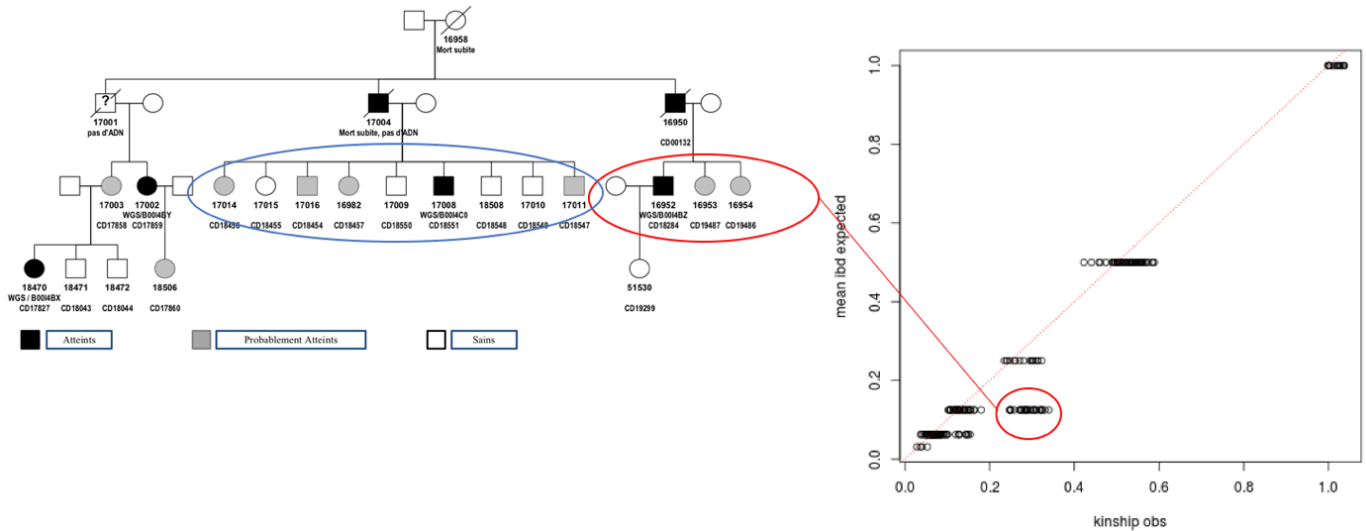 16958
Mort subite
?
17001
pas d'ADN
17004
Mort subite, pas d'ADN
16950
CD00132
17003
CD17858
17002
WGS/B00I4BY
CD17859
17014
CD18456
17015
CD18455
17016
CD18454
16982
CD18457
17009
CD18550
17008
WGS/B00I4C0
CD18551
18508
CD18548
17010
CD18549
17011
CD18547
16952
WGS/B00I4BZ
CD18284
16953
CD19487
16954
CD19486
18470
WGS / B00I4BX
CD17827
18471
CD18043
18472
CD18044
18506
CD17860
51530
CD19299
Atteints
Probablement Atteints
Sains
mean ibd expected
1.0
0.8
0.6
0.4
0.2
0.0
0.0 0.2 0.4 0.6 0.8 1.0
kinship obs